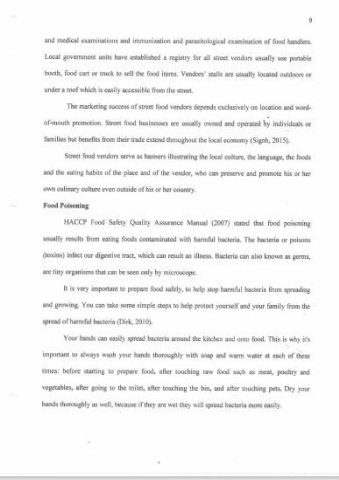 9
and medical examinations and immunization and parasitological examination of food handlers.
Local government units have established a registry for all street vendors usually use portable
booth, food cart or truck to sell the food items. Vendors' stalls are usually located outdoors or
under a roof which is easily accessible from the street.
The marketing success of street food vendors depends exclusively on location and word-
of-mouth promotion. Street food businesses are usually owned and operated by individuals or
families but benefits from their trade extend throughout the local economy (Signh, 2015).
Street food vendors serve as banners illustrating the local culture, the language, the foods
and the eating habits of the place and of the vendor, who can preserve and promote his or her
own culinary culture even outside of his or her country.
Food Poisoning
HACCP Food Safety Quality Assurance Manual (2007) stated that food poisoning
usually results from eating foods contaminated with harmful bacteria. The bacteria or poisons
(toxins) infect our digestive tract, which can result an illness. Bacteria can also known as germs,
are tiny organisms that can be seen only by microscope.
It is very important to prepare food safely, to help stop harmful bacteria from spreading
and growing. You can take some simple steps to help protect yourself and your family from the
spread of harmful bacteria (Dirk, 2010).
Your hands can easily spread bacteria around the kitchen and onto food. This is why it's
important to always wash your hands thoroughly with soap and warm water at each of these
times: before starting to prepare food, after touching raw food such as meat, poultry and
vegetables, after going to the toilet, after touching the bin, and after touching pets. Dry your
hands thoroughly as well, because if they are wet they will spread bacteria more easily.